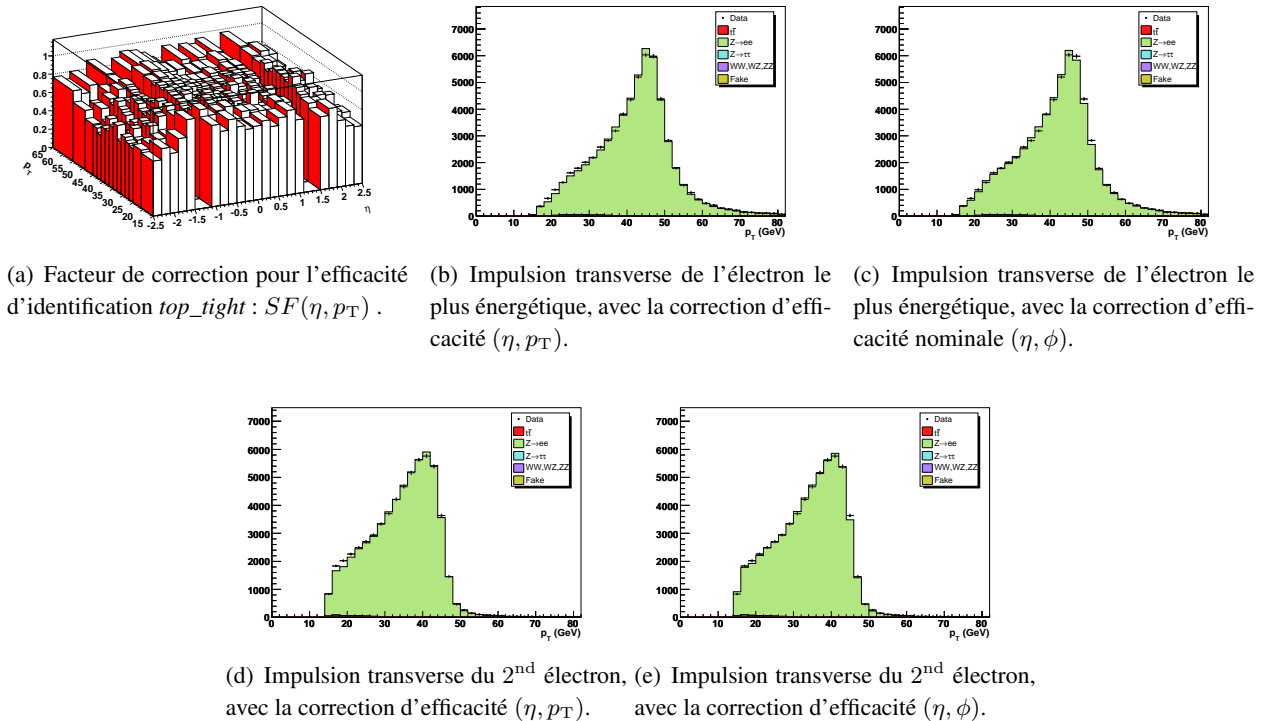 1
0.8
0.6
0.4
0.2
0
65
60
55
50
45
40
35
30
25
20
15
p_T
-2.5
-2
-1.5
-1
-0.5
0
0.5
1
1.5
2
2.5
η
7000
6000
5000
4000
3000
2000
1000
0
0 10 20 30 40 50 60 70 80
p_T (GeV)
Data
tt̄
Z→ee
Z→ττ
WW,WZ,ZZ
Fake
7000
6000
5000
4000
3000
2000
1000
0
0 10 20 30 40 50 60 70 80
p_T (GeV)
Data
tt̄
Z→ee
Z→ττ
WW,WZ,ZZ
Fake
(a) Facteur de correction pour l'efficacité
d'identification top_tight : SF(η, p_T) .
(b) Impulsion transverse de l'électron le
plus énergétique, avec la correction d'effi-
cacité (η, p_T).
(c) Impulsion transverse de l'électron le
plus énergétique, avec la correction d'effi-
cacité nominale (η, ϕ).
7000
6000
5000
4000
3000
2000
1000
0
0 10 20 30 40 50 60 70 80
p_T (GeV)
Data
tt̄
Z→ee
Z→ττ
WW,WZ,ZZ
Fake
7000
6000
5000
4000
3000
2000
1000
0
0 10 20 30 40 50 60 70 80
p_T (GeV)
Data
tt̄
Z→ee
Z→ττ
WW,WZ,ZZ
Fake
(d) Impulsion transverse du 2nd électron,
avec la correction d'efficacité (η, p_T).
(e) Impulsion transverse du 2nd électron,
avec la correction d'efficacité (η, ϕ).